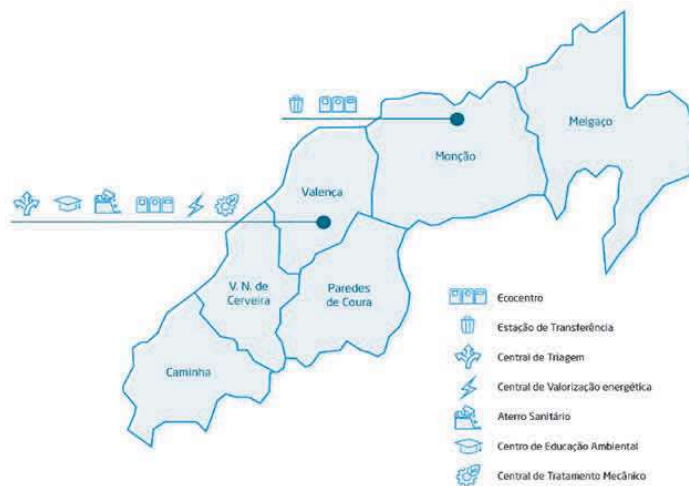 Melgaço
Monção
Valença
V. N. de
Cerveira
Paredes
de Coura
Caminha
Ecocentro
Estação de Transferência
Central de Triagem
Central de Valorização energética
Aterro Sanitário
Centro de Educação Ambiental
Central de Tratamento Mecânico